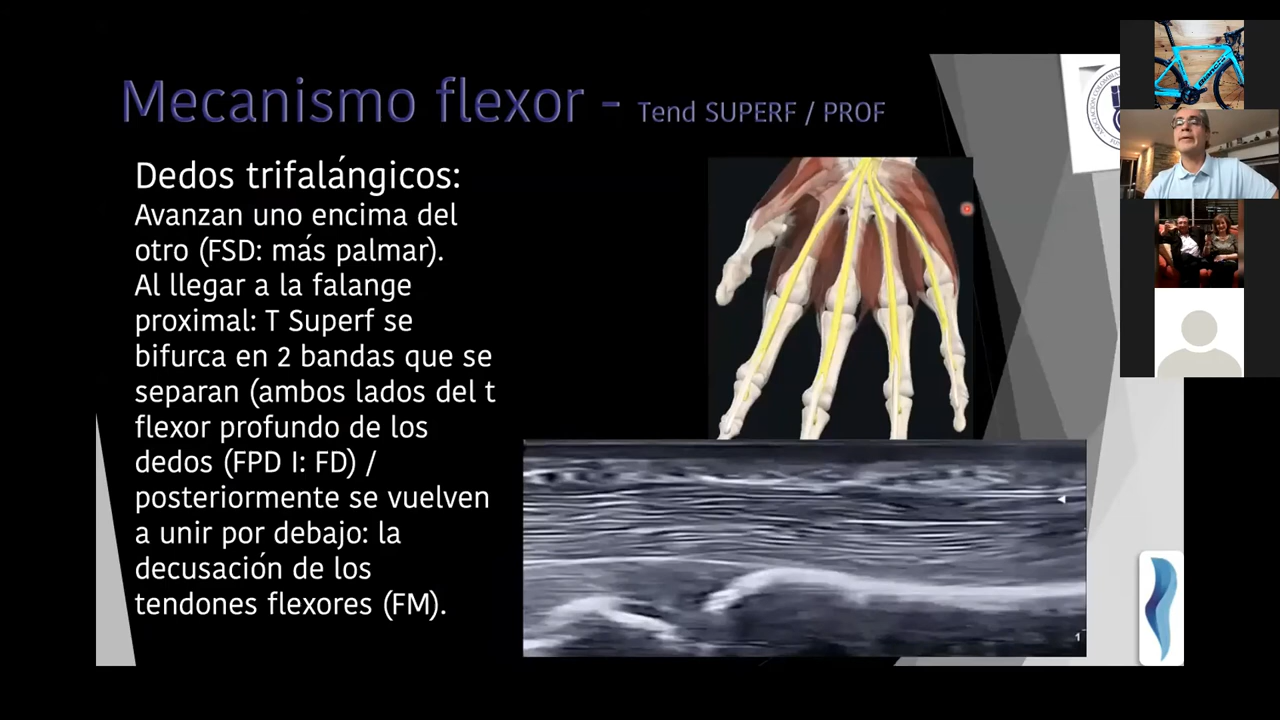 Mecanismo flexor - Tend SUPERF / PROF
Dedos trifalángicos:
Avanzan uno encima del
otro (FSD: más palmar).
Al llegar a la falange
proximal: T Superf se
bifurca en 2 bandas que se
separan (ambos lados del t
flexor profundo de los
dedos (FPD I: FD) /
posteriormente se vuelven
a unir por debajo: la
decusación de los
tendones flexores (FM).
1